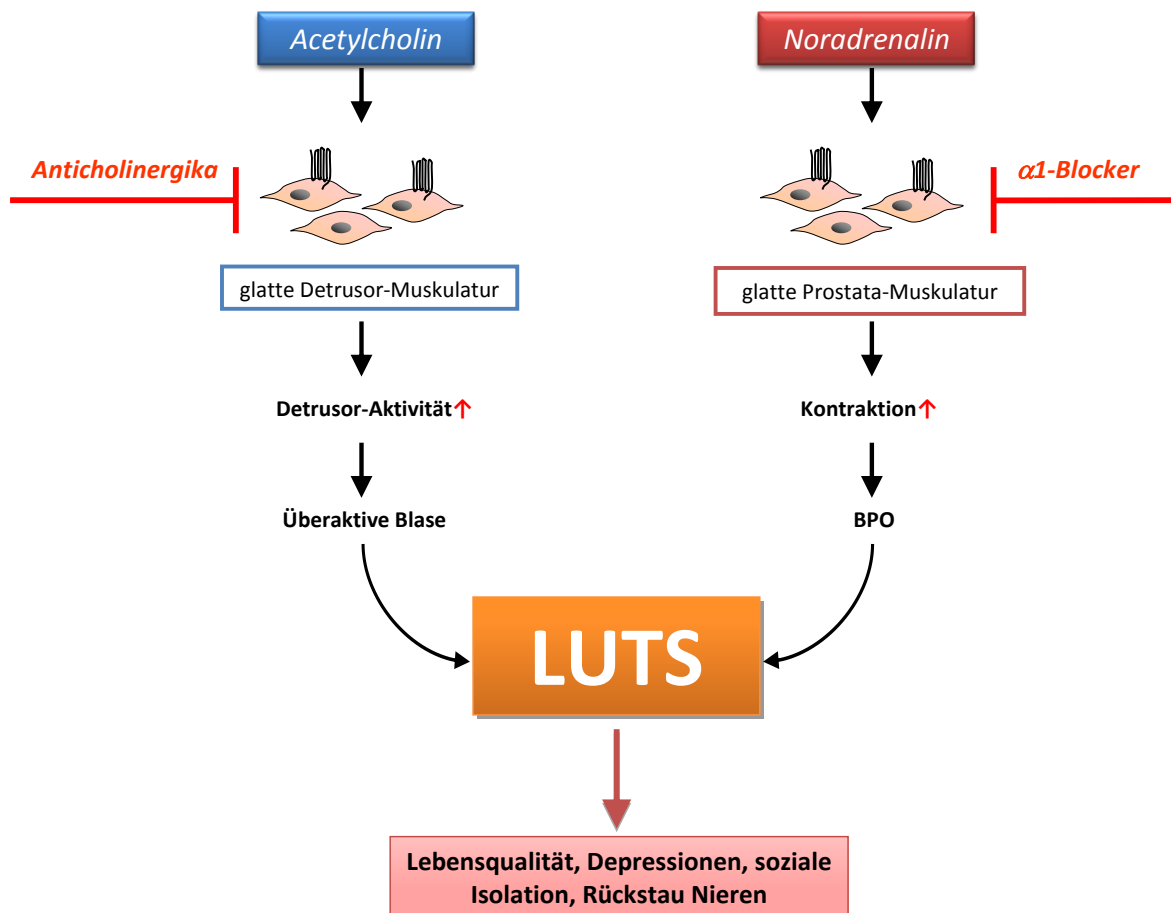 Acetylcholin
Noradrenalin
Anticholinergika
α1-Blocker
glatte Detrusor-Muskulatur
glatte Prostata-Muskulatur
Detrusor-Aktivität↑
Kontraktion↑
Überaktive Blase
BPO
LUTS
Lebensqualität, Depressionen, soziale
Isolation, Rückstau Nieren